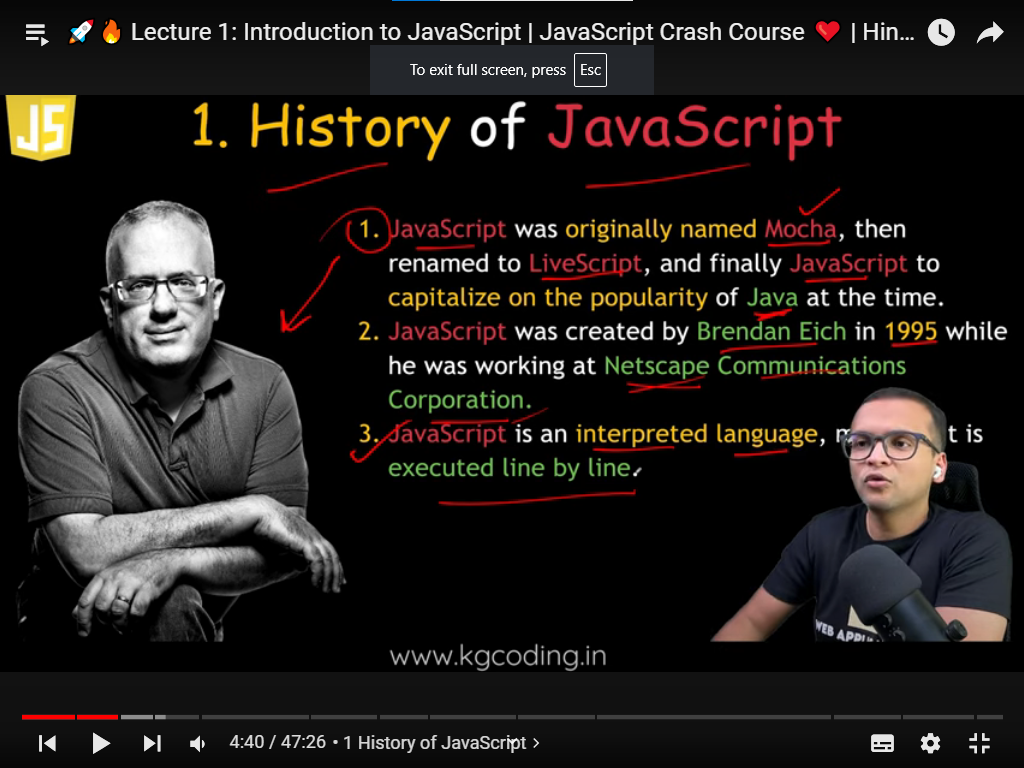 🚀🔥 Lecture 1: Introduction to JavaScript | JavaScript Crash Course ❤️ | Hin...
To exit full screen, press Esc
JS
1. History of JavaScript
1. JavaScript was originally named Mocha, then
renamed to LiveScript, and finally JavaScript to
capitalize on the popularity of Java at the time.
2. JavaScript was created by Brendan Eich in 1995 while
he was working at Netscape Communications
Corporation.
3. JavaScript is an interpreted language, t is
executed line by line.
WEB
www.kgcoding.in
4:40 / 47:26 • 1 History of JavaScript >